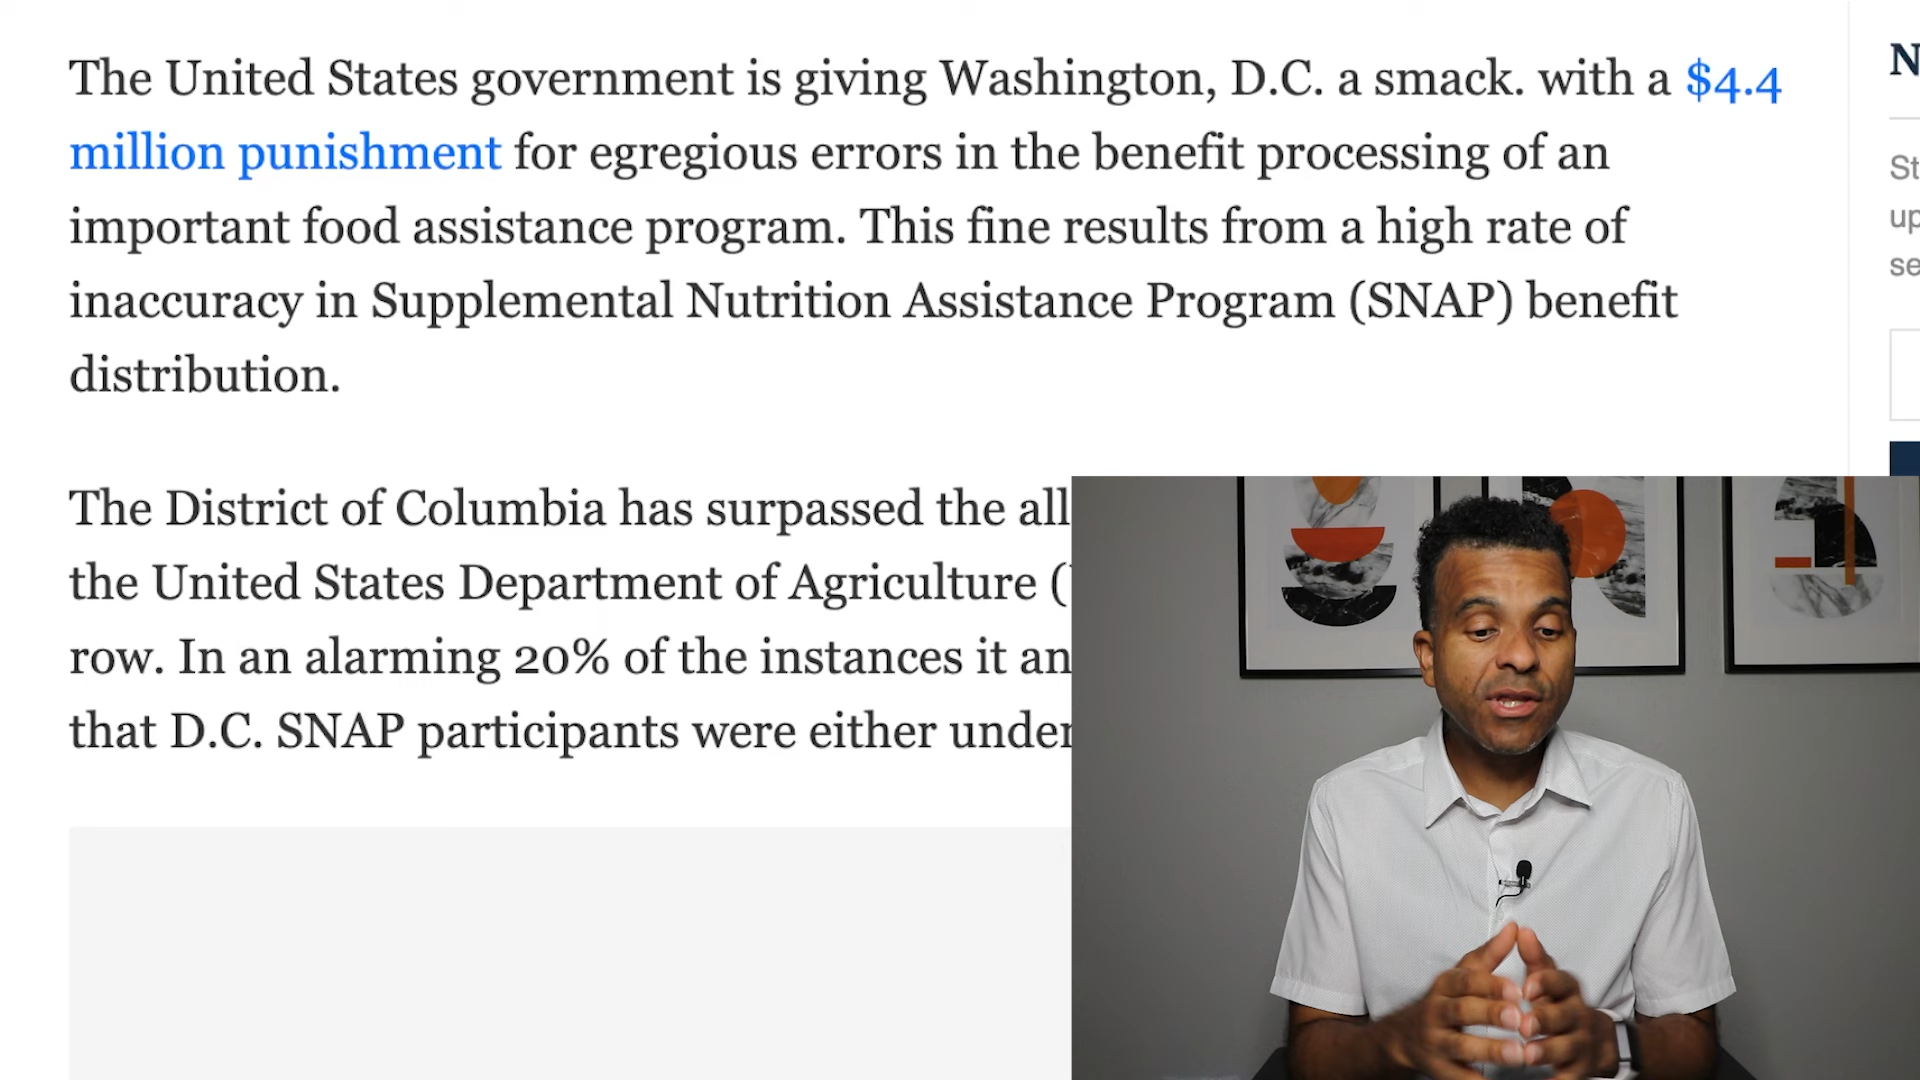 The United States government is giving Washington, D.C. a smack. with a $4.4
million punishment for egregious errors in the benefit processing of an
important food assistance program. This fine results from a high rate of
inaccuracy in Supplemental Nutrition Assistance Program (SNAP) benefit
distribution.
The District of Columbia has surpassed the all
the United States Department of Agriculture (
row. In an alarming 20% of the instances it an
that D.C. SNAP participants were either under
N
St
up
se